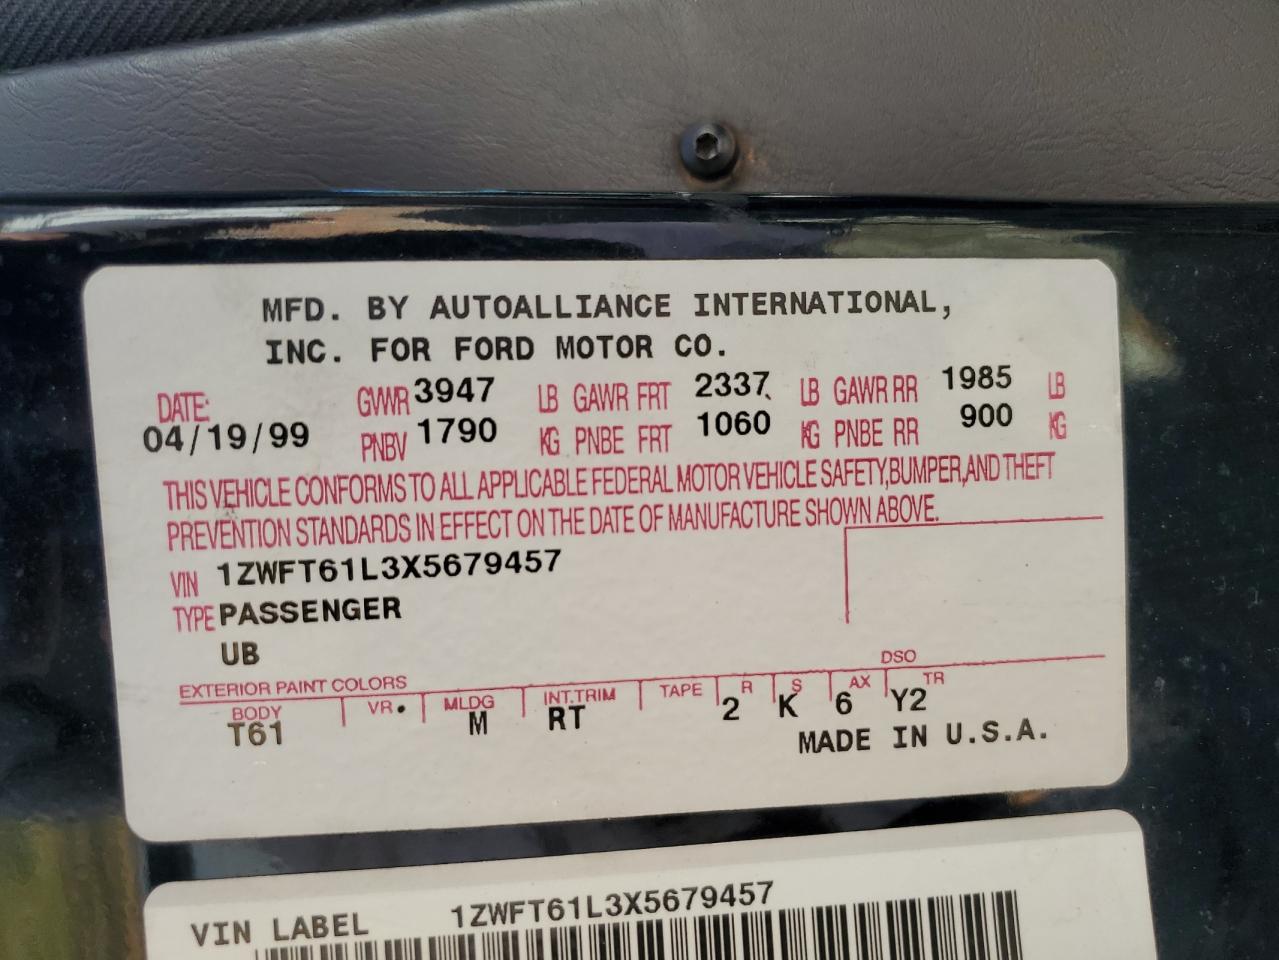 MFD. BY AUTOALLIANCE INTERNATIONAL,
INC. FOR FORD MOTOR CO.
DATE: GVWR 3947 LB GAWR FRT 2337 LB GAWR RR 1985 LB
04/19/99 PNBV 1790 KG PNBE FRT 1060 KG PNBE RR 900 KG
THIS VEHICLE CONFORMS TO ALL APPLICABLE FEDERAL MOTOR VEHICLE SAFETY, BUMPER, AND THEFT
PREVENTION STANDARDS IN EFFECT ON THE DATE OF MANUFACTURE SHOWN ABOVE.
VIN 1ZWFT61L3X5679457
TYPE PASSENGER
UB
EXTERIOR PAINT COLORS DSO
BODY VR• MLDG INT.TRIM TAPE R S AX TR
T61 M RT 2 K 6 Y2
MADE IN U.S.A.
VIN LABEL 1ZWFT61L3X5679457